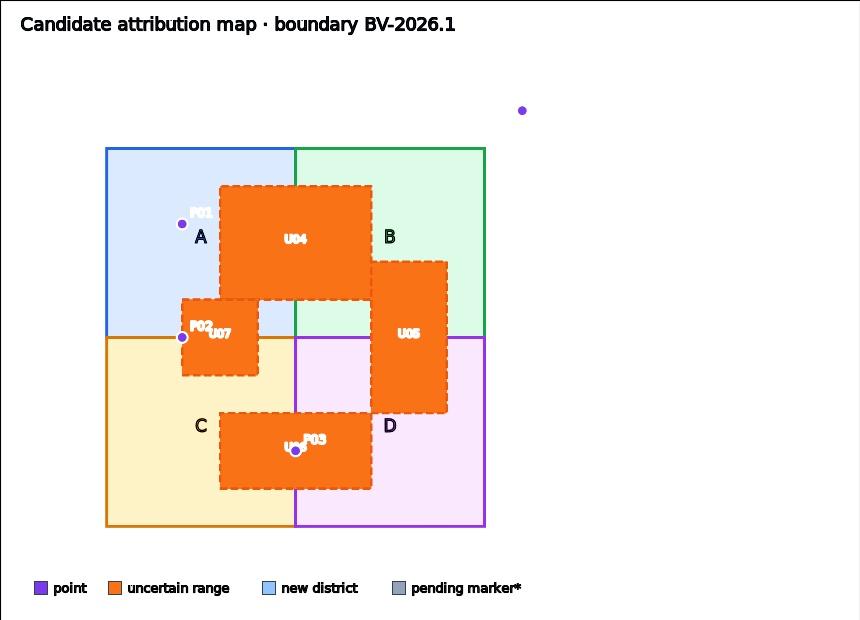 Candidate attribution map · boundary BV-2026.1
P01
A
U04
B
P02
U07
U05
C
P03
D
point
uncertain range
new district
pending marker*